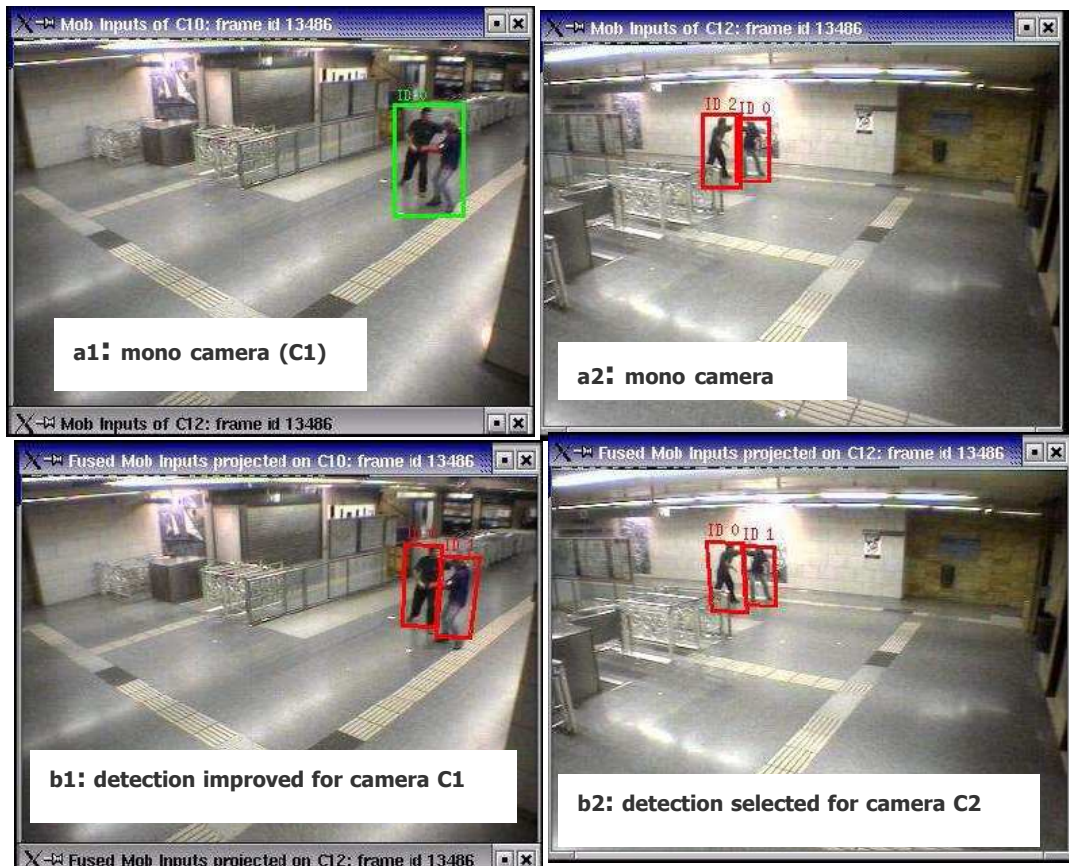 Mob Inputs of C10: frame id 13486
Mob Inputs of C12: frame id 13486
ID 0
ID 2
ID 0
a1: mono camera (C1)
a2: mono camera
Mob Inputs of C12: frame id 13486
Fused Mob Inputs projected on C10: frame id 13486
Fused Mob Inputs projected on C12: frame id 13486
ID
ID 0
ID 1
b1: detection improved for camera C1
b2: detection selected for camera C2
Fused Mob Inputs projected on C12: frame id 13486